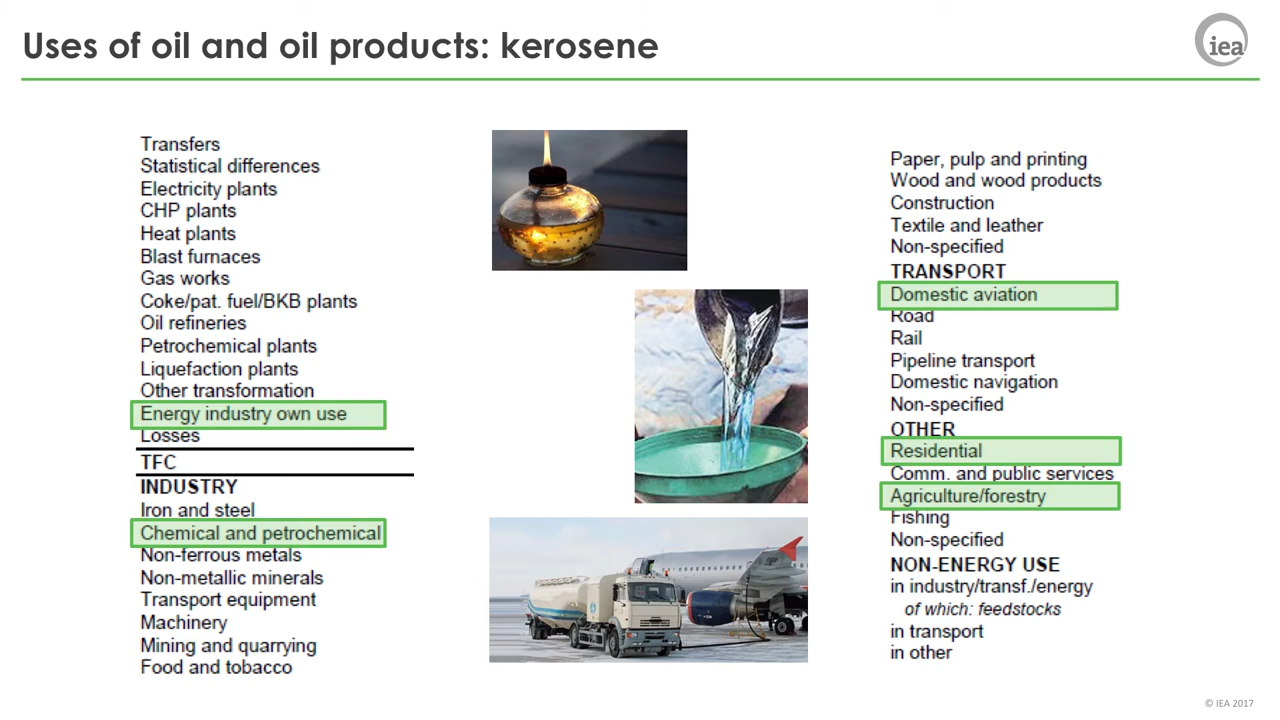 Uses of oil and oil products: kerosene
iea
Transfers
Statistical differences
Electricity plants
CHP plants
Heat plants
Blast furnaces
Gas works
Coke/pat. fuel/BKB plants
Oil refineries
Petrochemical plants
Liquefaction plants
Other transformation
Energy industry own use
Losses
TFC
INDUSTRY
Iron and steel
Chemical and petrochemical
Non-ferrous metals
Non-metallic minerals
Transport equipment
Machinery
Mining and quarrying
Food and tobacco
Paper, pulp and printing
Wood and wood products
Construction
Textile and leather
Non-specified
TRANSPORT
Domestic aviation
Road
Rail
Pipeline transport
Domestic navigation
Non-specified
OTHER
Residential
Comm. and public services
Agriculture/forestry
Fishing
Non-specified
NON-ENERGY USE
in industry/transf./energy
of which: feedstocks
in transport
in other
© IEA 2017